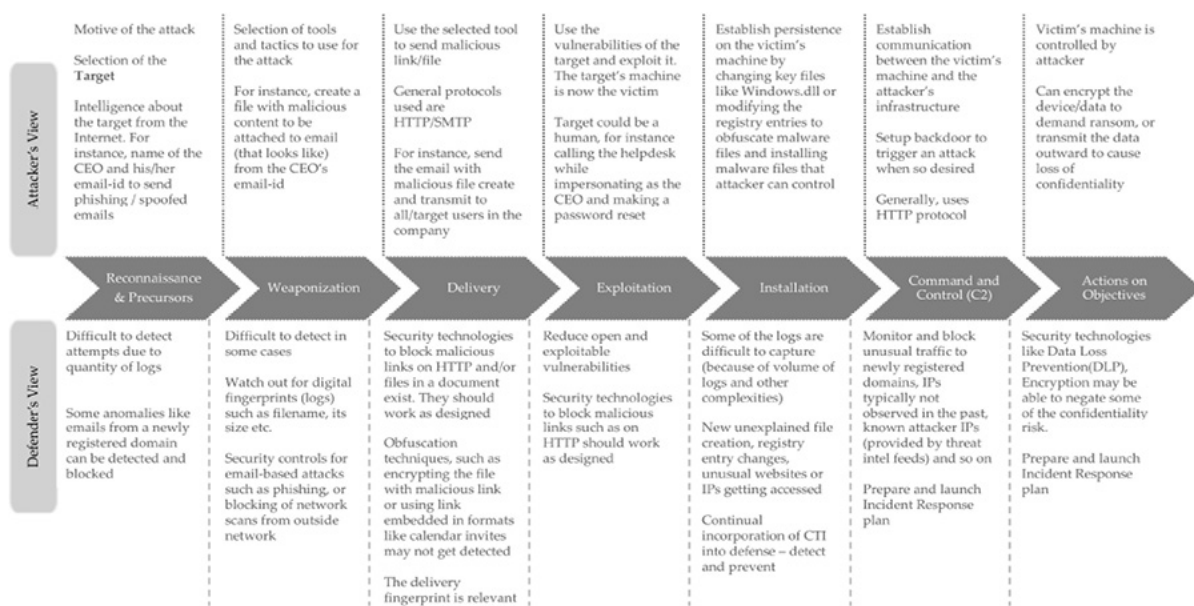 Attacker's View
Motive of the attack
Selection of the
Target
Intelligence about
the target from the
Internet. For
instance, name of the
CEO and his/her
email-id to send
phishing / spoofed
emails
Selection of tools
and tactics to use for
the attack
For instance, create a
file with malicious
content to be
attached to email
(that looks like)
from the CEO's
email-id
Use the selected tool
to send malicious
link/file
General protocols
used are
HTTP/SMTP
For instance, send
the email with
malicious file create
and transmit to
all/target users in the
company
Use the
vulnerabilities of the
target and exploit it.
The target's machine
is now the victim
Target could be a
human, for instance
calling the helpdesk
while
impersonating as the
CEO and making a
password reset
Establish persistence
on the victim's
machine by
changing key files
like Windows.dll or
modifying the
registry entries to
obfuscate malware
files and installing
malware files that
attacker can control
Establish
communication
between the victim's
machine and the
attacker's
infrastructure
Setup backdoor to
trigger an attack
when so desired
Generally, uses
HTTP protocol
Victim's machine is
controlled by
attacker
Can encrypt the
device/data to
demand ransom, or
transmit the data
outward to cause
loss of
confidentiality
Reconnaissance
& Precursors
Weaponization
Delivery
Exploitation
Installation
Command and
Control (C2)
Actions on
Objectives
Defender's View
Difficult to detect
attempts due to
quantity of logs
Some anomalies like
emails from a newly
registered domain
can be detected and
blocked
Difficult to detect in
some cases
Watch out for digital
fingerprints (logs)
such as filename, its
size etc.
Security controls for
email-based attacks
such as phishing, or
blocking of network
scans from outside
network
Security technologies
to block malicious
links on HTTP and/or
files in a document
exist. They should
work as designed
Obfuscation
techniques, such as
encrypting the file
with malicious link
or using link
embedded in formats
like calendar invites
may not get detected
The delivery
fingerprint is relevant
Reduce open and
exploitable
vulnerabilities
Security technologies
to block malicious
links such as on
HTTP should work
as designed
Some of the logs are
difficult to capture
(because of volume of
logs and other
complexities)
New unexplained file
creation, registry
entry changes,
unusual websites or
IPs getting accessed
Continual
incorporation of CTI
into defense – detect
and prevent
Monitor and block
unusual traffic to
newly registered
domains, IPs
typically not
observed in the past,
known attacker IPs
(provided by threat
intel feeds) and so on
Prepare and launch
Incident Response
plan
Security technologies
like Data Loss
Prevention(DLP),
Encryption may be
able to negate some
of the confidentiality
risk.
Prepare and launch
Incident Response
plan